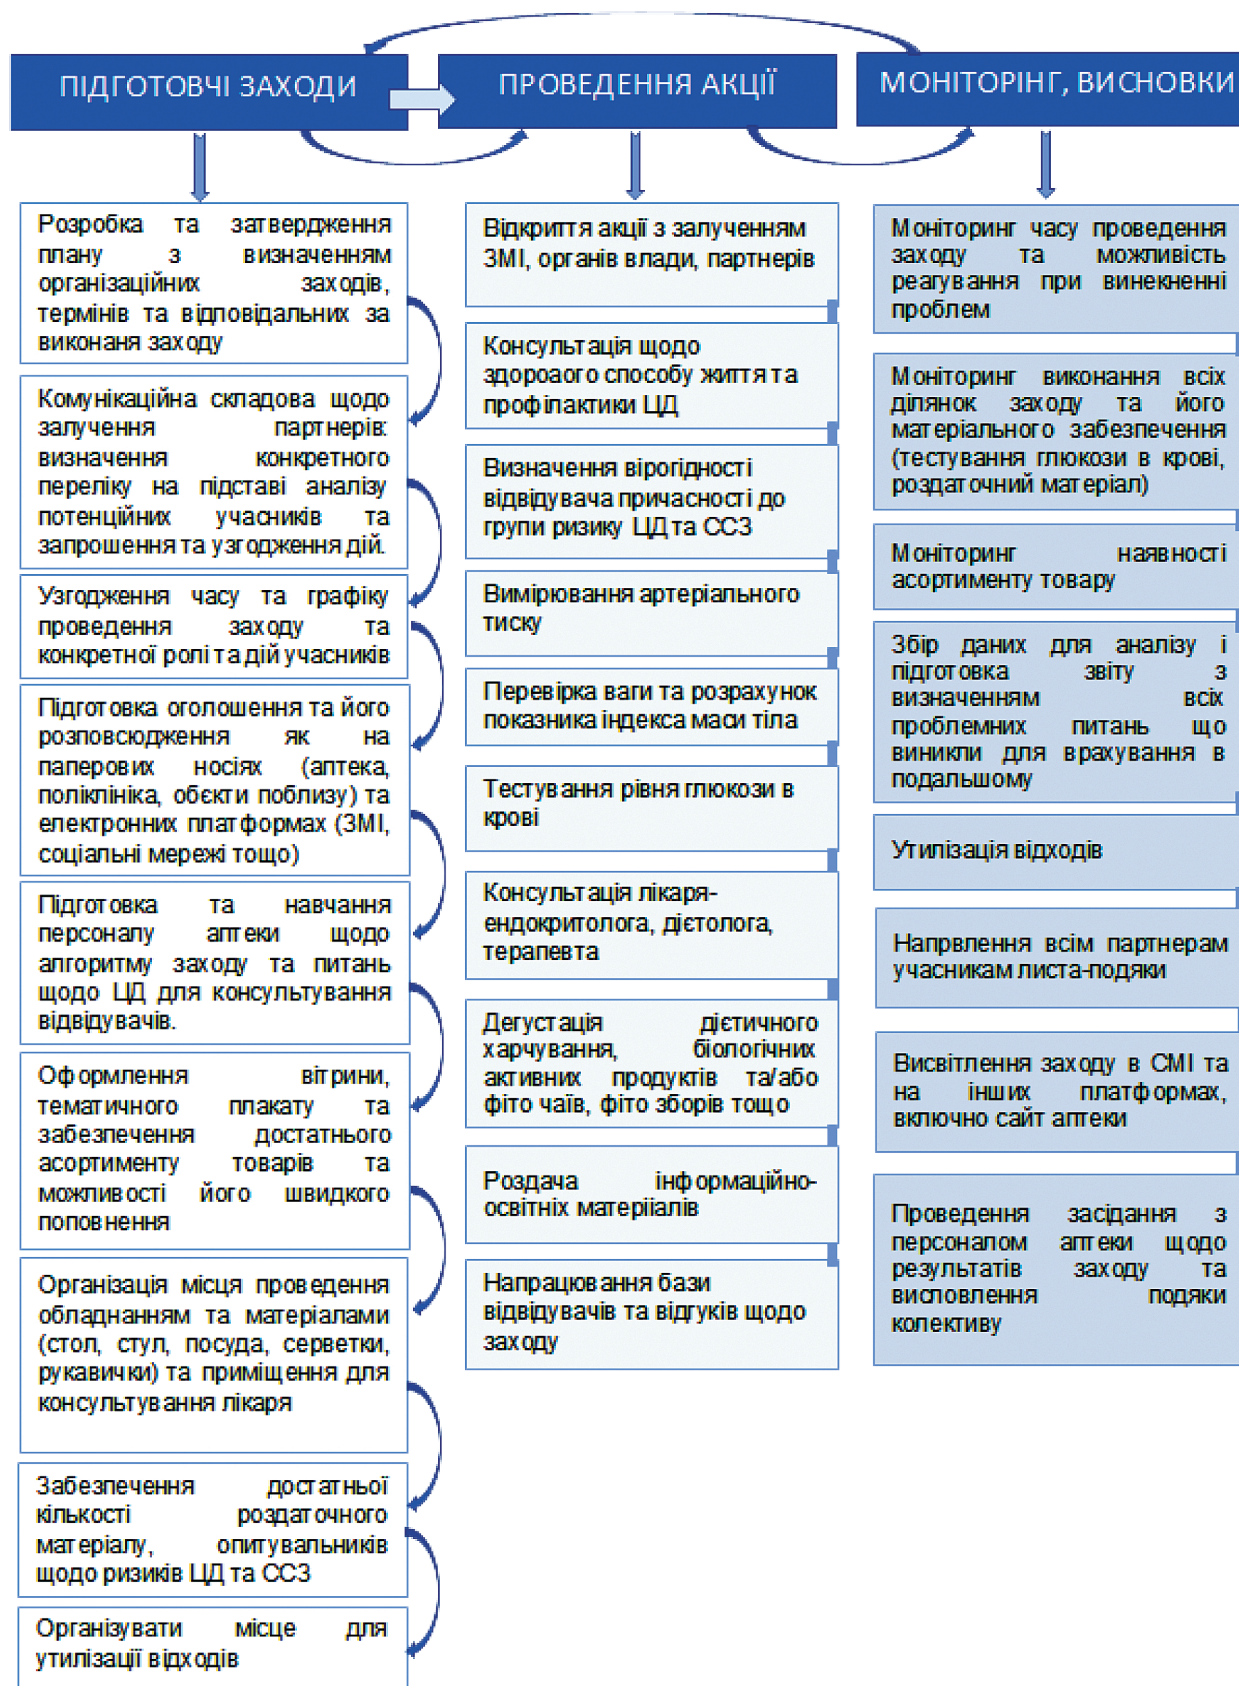 ПІДГОТОВЧІ ЗАХОДИ
ПРОВЕДЕННЯ АКЦІЇ
МОНІТОРІНГ, ВИСНОВКИ
Розробка та затвердження
плану з визначенням
організаційних заходів,
термінів та відповідальних за
виконаня заходу
Комунікаційна складова щодо
залучення партнерів:
визначення конкретного
переліку на підставі аналізу
потенційних учасників та
запрошення та узгодження дій.
Узгодження часу та графіку
проведення заходу та
конкретної ролі та дій учасників
Підготовка оголошення та його
розповсюдження як на
паперових носіях (аптека,
поліклініка, обєкти поблизу) та
електронних платформах (ЗМІ,
соціальні мережі тощо)
Підготовка та навчання
персоналу аптеки щодо
алгоритму заходу та питань
щодо ЦД для консультування
відвідувачів.
Оформлення вітрини,
тематичного плакату та
забезпечення достатнього
асортименту товарів та
можливості його швидкого
поповнення
Організація місця проведення
обладнанням та матеріалами
(стол, стул, посуда, серветки,
рукавички) та приміщення для
консультування лікаря
Забезпечення достатньої
кількості роздаточного
матеріалу, опитувальників
щодо ризиків ЦД та ССЗ
Організувати місце для
утилізації відходів
Відкриття акції з залученням
ЗМІ, органів влади, партнерів
Консультація щодо
здороаого способу життя та
профілактики ЦД
Визначення вірогідності
відвідувача причасності до
групи ризику ЦД та ССЗ
Вимірювання артеріального
тиску
Перевірка ваги та розрахунок
показника індекса маси тіла
Тестування рівня глюкози в
крові
Консультація лікаря-
ендокритолога, дієтолога,
терапевта
Дегустація дієтичного
харчування, біологічних
активних продуктів та/або
фіто чаїв, фіто зборів тощо
Роздача інформаційно-
освітніх матерііалів
Напрацювання бази
відвідувачів та відгуків щодо
заходу
Моніторинг часу проведення
заходу та можливість
реагування при винекненні
проблем
Моніторинг виконання всіх
ділянок заходу та його
матеріального забезпечення
(тестування глюкози в крові,
роздаточний матеріал)
Моніторинг наявності
асортименту товару
Збір даних для аналізу і
підготовка звіту з
визначенням всіх
проблемних питань що
виникли для врахування в
подальшому
Утилізація відходів
Напрвлення всім партнерам
учасникам листа-подяки
Висвітлення заходу в СМІ та
на інших платформах,
включно сайт аптеки
Проведення засідання з
персоналом аптеки щодо
результатів заходу та
висловлення подяки
колективу